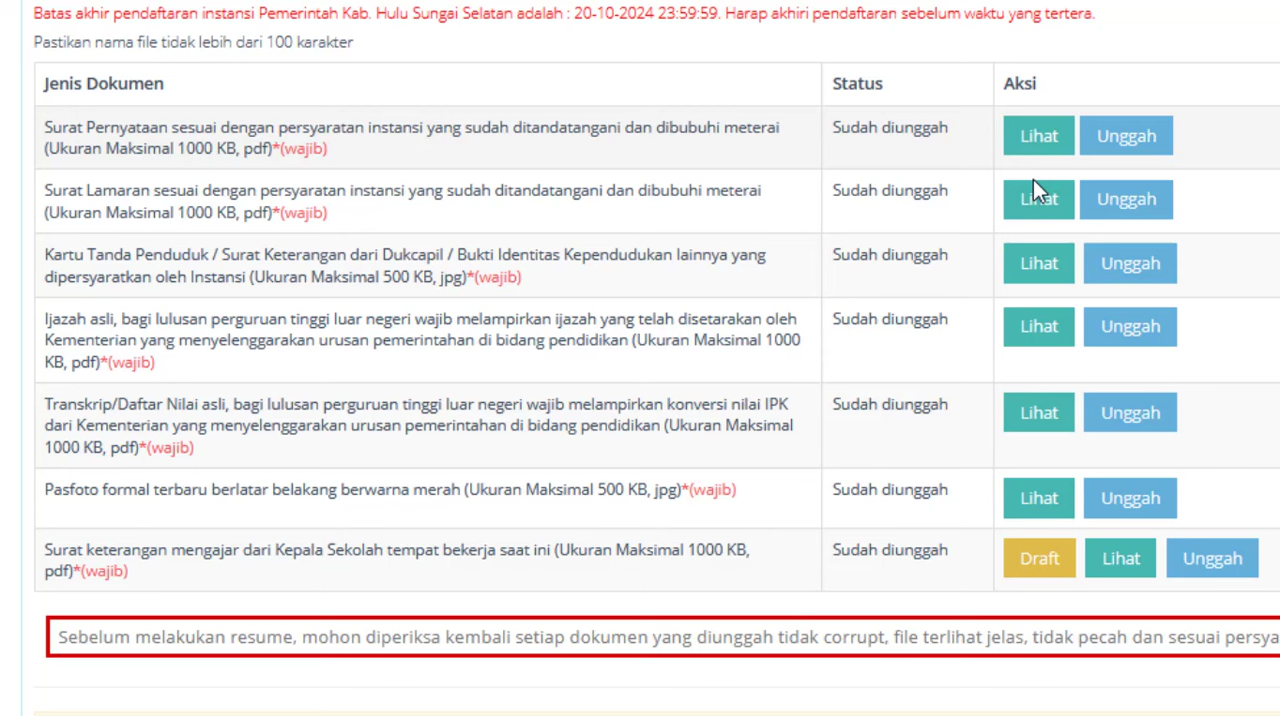 Batas akhir pendaftaran instansi Pemerintah Kab. Hulu Sungai Selatan adalah : 20-10-2024 23:59:59. Harap akhiri pendaftaran sebelum waktu yang tertera.
Pastikan nama file tidak lebih dari 100 karakter
Jenis Dokumen Status Aksi
Surat Pernyataan sesuai dengan persyaratan instansi yang sudah ditandatangani dan dibubuhi meterai
(Ukuran Maksimal 1000 KB, pdf)*(wajib)
Sudah diunggah
Lihat Unggah
Surat Lamaran sesuai dengan persyaratan instansi yang sudah ditandatangani dan dibubuhi meterai
(Ukuran Maksimal 1000 KB, pdf)*(wajib)
Sudah diunggah
Lihat Unggah
Kartu Tanda Penduduk / Surat Keterangan dari Dukcapil / Bukti Identitas Kependudukan lainnya yang
dipersyaratkan oleh Instansi (Ukuran Maksimal 500 KB, jpg)*(wajib)
Sudah diunggah
Lihat Unggah
Ijazah asli, bagi lulusan perguruan tinggi luar negeri wajib melampirkan ijazah yang telah disetarakan oleh
Kementerian yang menyelenggarakan urusan pemerintahan di bidang pendidikan (Ukuran Maksimal 1000
KB, pdf)*(wajib)
Sudah diunggah
Lihat Unggah
Transkrip/Daftar Nilai asli, bagi lulusan perguruan tinggi luar negeri wajib melampirkan konversi nilai IPK
dari Kementerian yang menyelenggarakan urusan pemerintahan di bidang pendidikan (Ukuran Maksimal
1000 KB, pdf)*(wajib)
Sudah diunggah
Lihat Unggah
Pasfoto formal terbaru berlatar belakang berwarna merah (Ukuran Maksimal 500 KB, jpg)*(wajib)
Sudah diunggah
Lihat Unggah
Surat keterangan mengajar dari Kepala Sekolah tempat bekerja saat ini (Ukuran Maksimal 1000 KB,
pdf)*(wajib)
Sudah diunggah
Draft Lihat Unggah
Sebelum melakukan resume, mohon diperiksa kembali setiap dokumen yang diunggah tidak corrupt, file terlihat jelas, tidak pecah dan sesuai persya